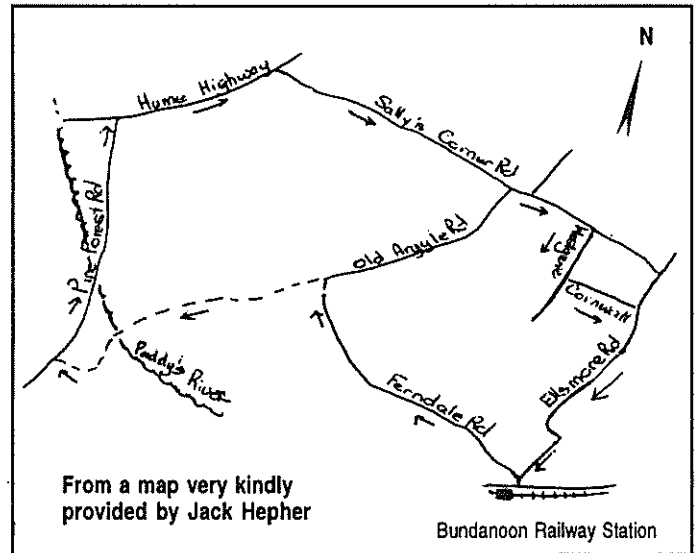 N
Hume Highway
Sally's Corner Rd
Pine Forest Rd
Old Argyle Rd
Cornwall
Paddy's River
Ferndale Rd
Ellsmore Rd
From a map very kindly
provided by Jack Hepher
Bundanoon Railway Station